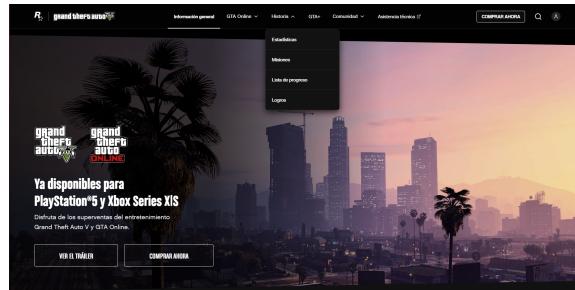 R
grand theft auto V
Información general
GTA Online
Historia
GTA+
Comunidad
Asistencia técnica
COMPRAR AHORA
Estadísticas
Misiones
Lista de progreso
Logros
grand theft auto V
grand theft auto ONLINE
Ya disponibles para
PlayStation®5 y Xbox Series X|S
Disfruta de los superventas del entretenimiento
Grand Theft Auto V y GTA Online.
VER EL TRÁILER
COMPRAR AHORA